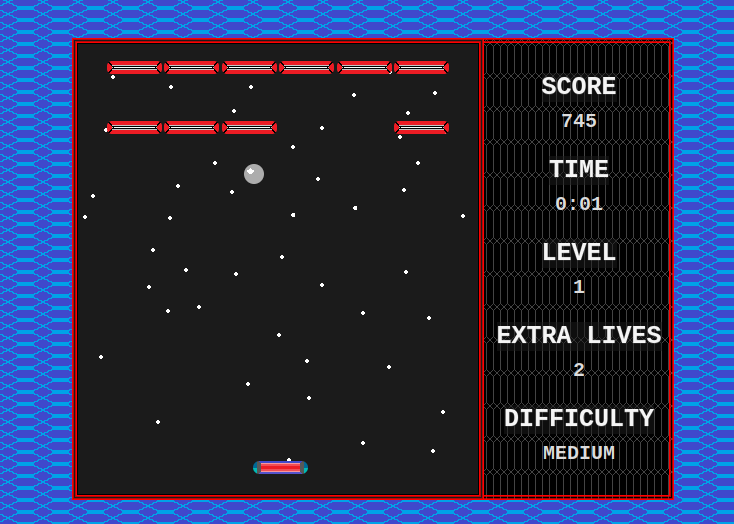 SCORE
745
TIME
0:01
LEVEL
1
EXTRA LIVES
2
DIFFICULTY
MEDIUM